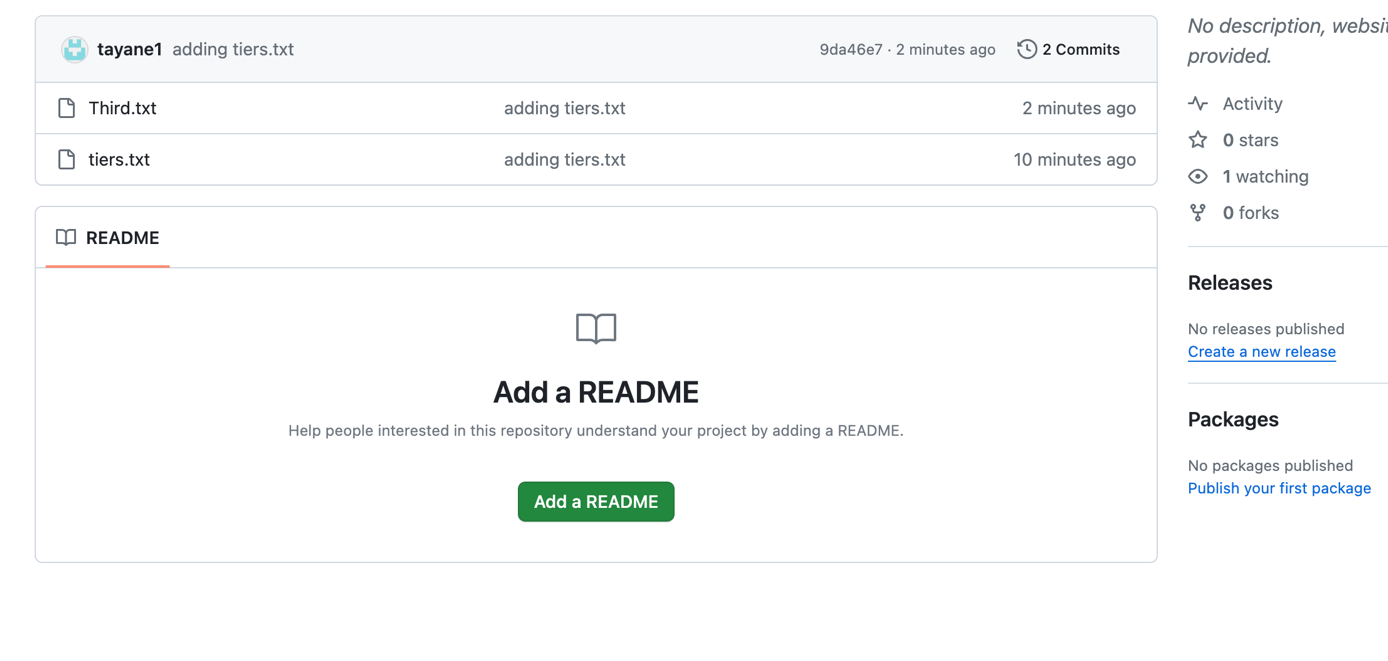 tayane1 adding tiers.txt 9da46e7 · 2 minutes ago 2 Commits
Third.txt adding tiers.txt 2 minutes ago
tiers.txt adding tiers.txt 10 minutes ago
README
Add a README
Help people interested in this repository understand your project by adding a README.
Add a README
No description,
provided.
Activity
0 stars
1 watching
0 forks
Releases
No releases published
Create a new release
Packages
No packages published
Publish your first package